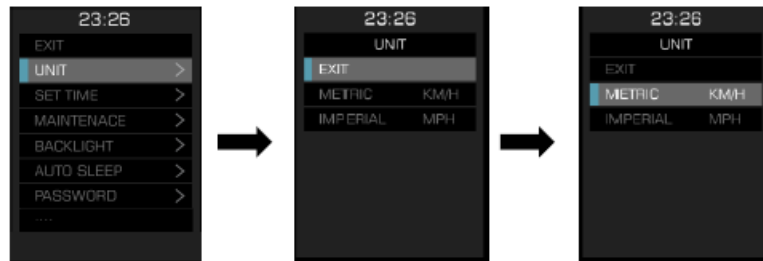 23:26
EXIT
UNIT >
SET TIME >
MAINTENACE >
BACKLIGHT >
AUTO SLEEP >
PASSWORD >
....
23:26
UNIT
EXIT
METRIC KM/H
IMPERIAL MPH
23:26
UNIT
EXIT
METRIC KM/H
IMPERIAL MPH